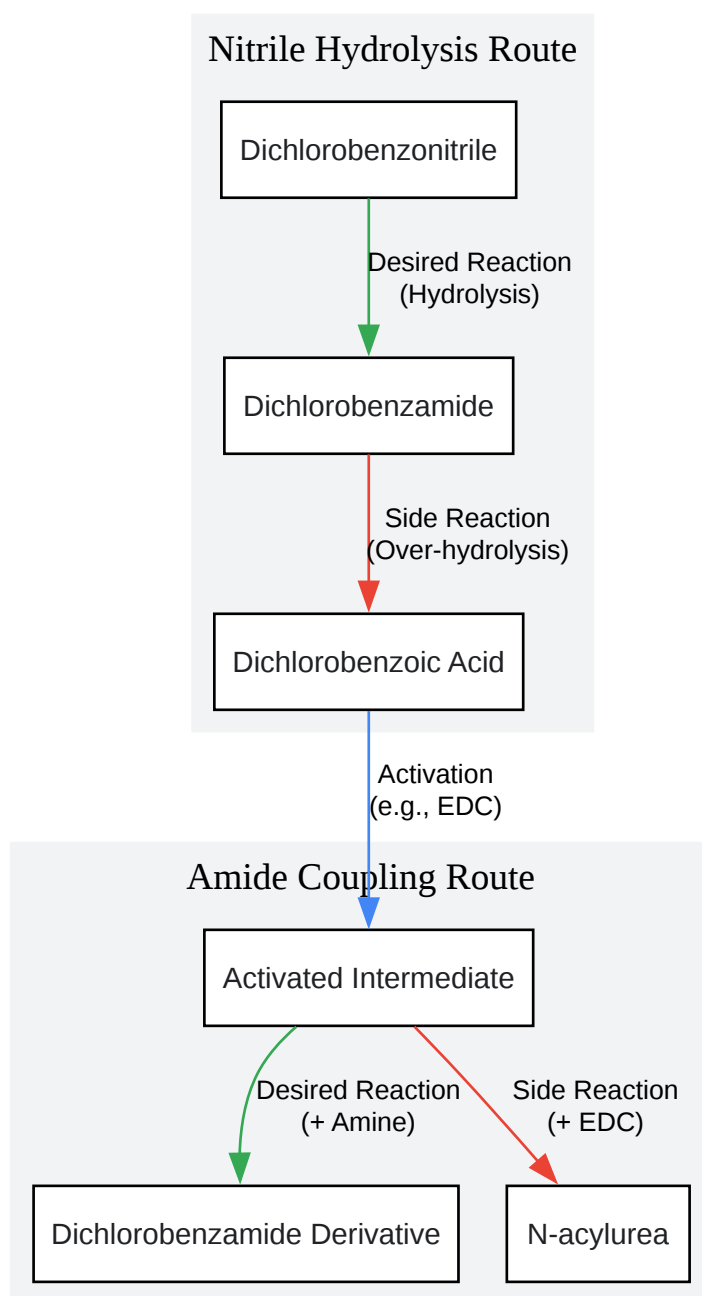 Nitrile Hydrolysis Route
Dichlorobenzonitrile
Desired Reaction
(Hydrolysis)
Dichlorobenzamide
Side Reaction
(Over-hydrolysis)
Dichlorobenzoic Acid
Activation
(e.g., EDC)
Amide Coupling Route
Activated Intermediate
Desired Reaction
(+ Amine)
Side Reaction
(+ EDC)
Dichlorobenzamide Derivative
N-acylurea